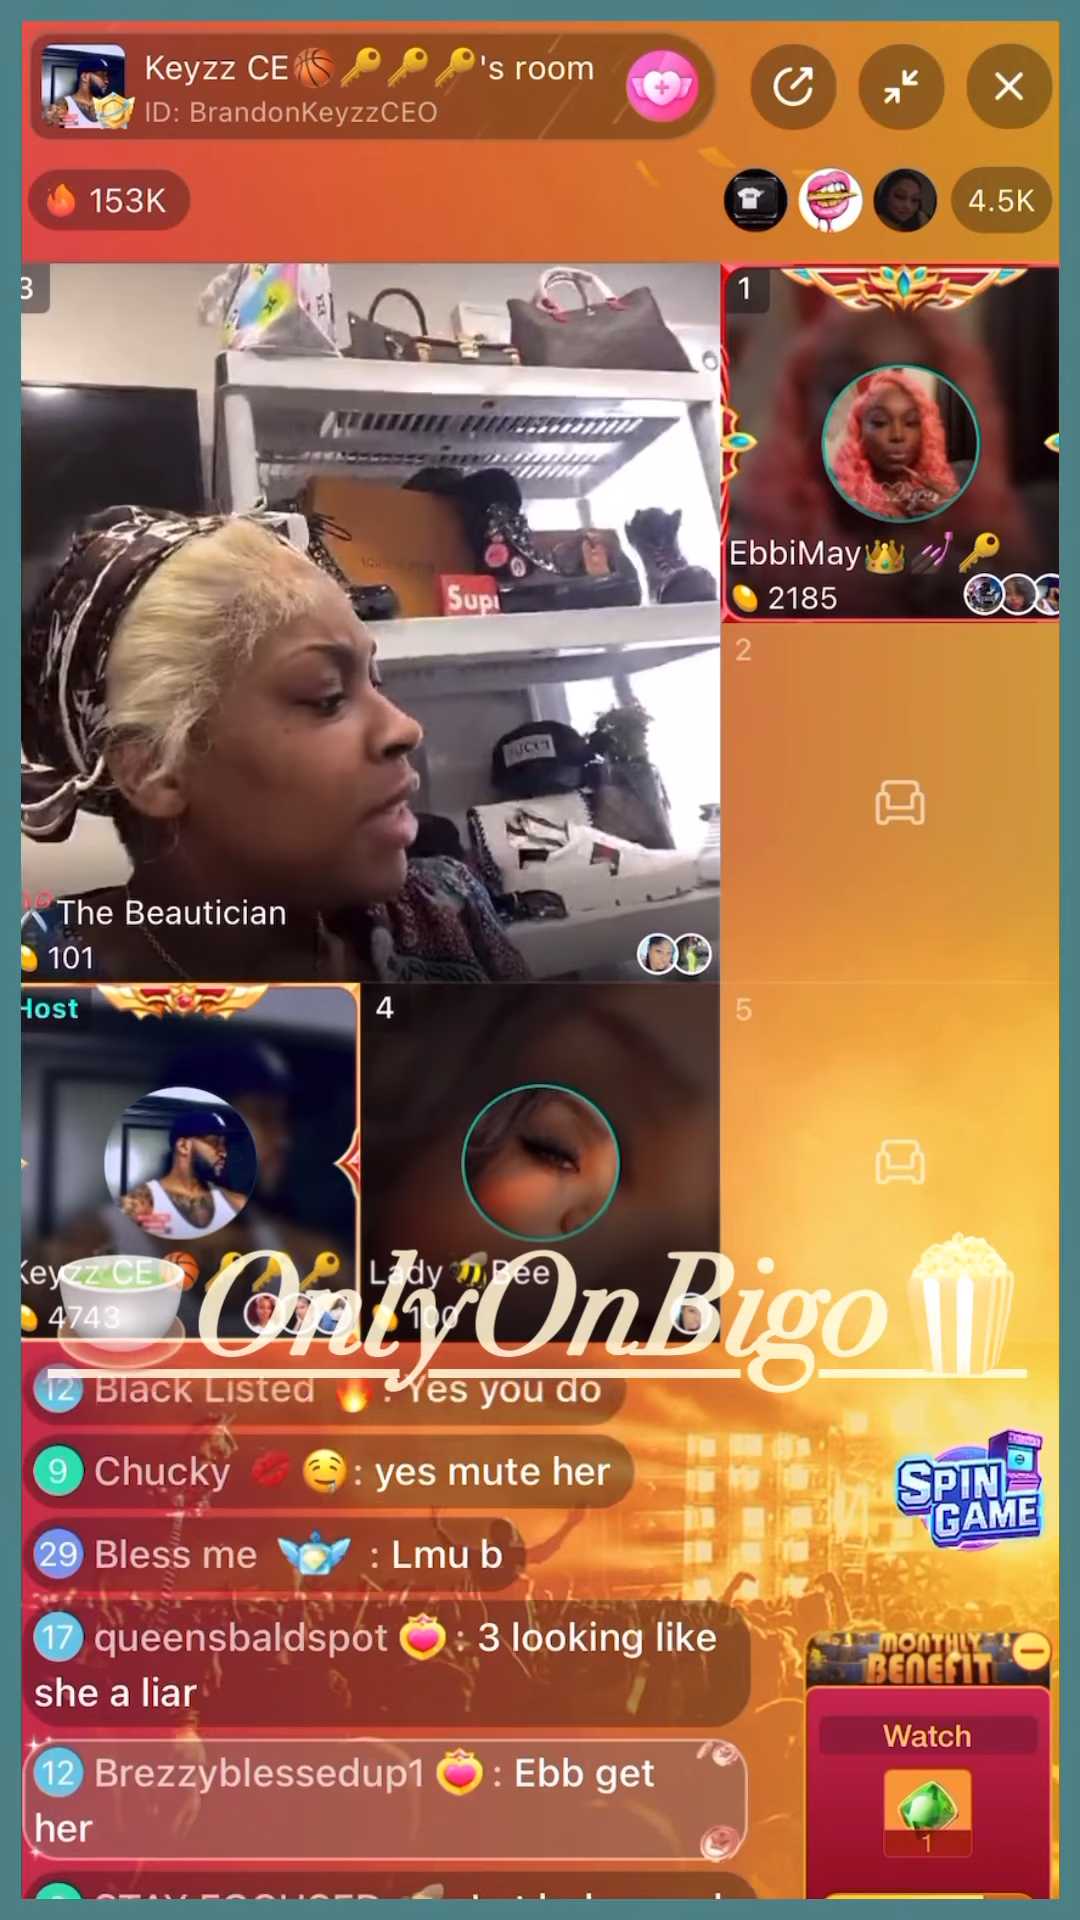 Keyzz CE🏀🔑🔑🔑's room
ID: BrandonKeyzzCEO
153K
4.5K
3
1
Supr
GUCCI
The Beautician
101
EbbiMay👑💅🏿🔑
2185
2
Host
4
5
Keyzz CE🏀🔑🔑🔑
4743
Lady 🐝Bee
100
OnlyOnBigo
12 Black Listed 🔥: Yes you do
9 Chucky 💋🤤: yes mute her
29 Bless me : Lmu b
17 queensbaldspot : 3 looking like
she a liar
12 Brezzyblessedup1 : Ebb get
her
SPIN
GAME
MONTHLY
BENEFIT
Watch
1